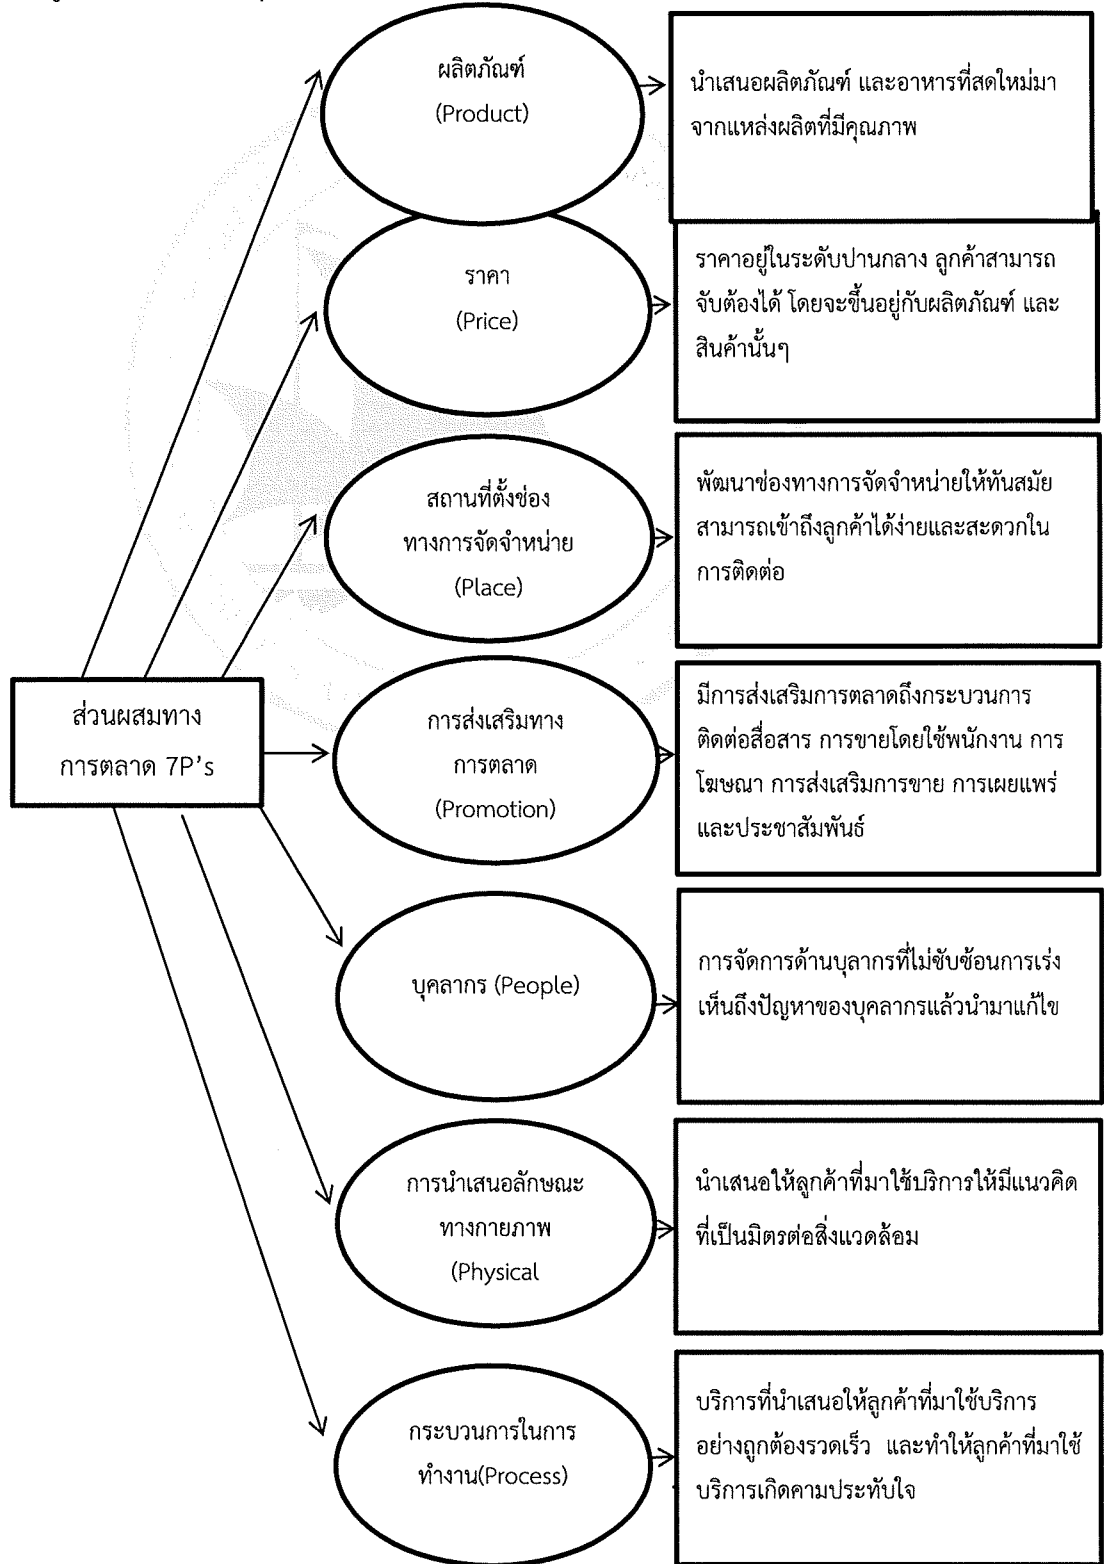 ผลิตภัณฑ์
(Product)
นำเสนอผลิตภัณฑ์ และอาหารที่สดใหม่มา
จากแหล่งผลิตที่มีคุณภาพ
ราคา
(Price)
ราคาอยู่ในระดับปานกลาง ลูกค้าสามารถ
จับต้องได้ โดยจะขึ้นอยู่กับผลิตภัณฑ์ และ
สินค้านั้นๆ
สถานที่ตั้งช่อง
ทางการจัดจำหน่าย
(Place)
พัฒนาช่องทางการจัดจำหน่ายให้ทันสมัย
สามารถเข้าถึงลูกค้าได้ง่ายและสะดวกใน
การติดต่อ
ส่วนผสมทาง
การตลาด 7P's
การส่งเสริมทาง
การตลาด
(Promotion)
มีการส่งเสริมการตลาดถึงกระบวนการ
ติดต่อสื่อสาร การขายโดยใช้พนักงาน การ
โฆษณา การส่งเสริมการขาย การเผยแพร่
และประชาสัมพันธ์
บุคลากร (People)
การจัดการด้านบุลากรที่ไม่ซับซ้อนการเร่ง
เห็นถึงปัญหาของบุคลากรแล้วนำมาแก้ไข
การนำเสนอลักษณะ
ทางกายภาพ
(Physical
นำเสนอให้ลูกค้าที่มาใช้บริการให้มีแนวคิด
ที่เป็นมิตรต่อสิ่งแวดล้อม
กระบวนการในการ
ทำงาน(Process)
บริการที่นำเสนอให้ลูกค้าที่มาใช้บริการ
อย่างถูกต้องรวดเร็ว และทำให้ลูกค้าที่มาใช้
บริการเกิดคามประทับใจ